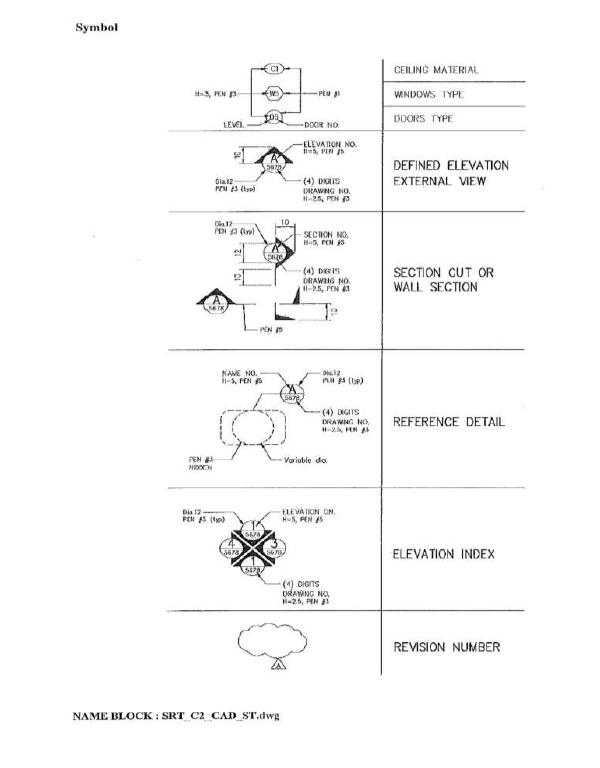 Symbol
C1
CEILING MATERIAL
H=3, PEN #3
W5
PEN #1
WINDOWS TYPE
D5
LEVEL
DOOR NO.
DOORS TYPE
ELEVATION NO.
H=5, PEN #5
10
A
5678
Dia.12
PEN #3 (typ)
(4) DIGITS
DRAWING NO.
H=2.5, PEN #3
DEFINED ELEVATION
EXTERNAL VIEW
Dia.12
PEN #3 (typ)
10
SECTION NO.
H=5, PEN #5
12
A
5678
10
(4) DIGITS
DRAWING NO.
H=2.5, PEN #3
A
5678
PEN #5
SECTION CUT OR
WALL SECTION
NAME NO.
H=5, PEN #5
Dia.12
PEN #3 (typ)
A
5678
(4) DIGITS
DRAWING NO.
H=2.5, PEN #3
PEN #3
HIDDEN
Variable dia.
REFERENCE DETAIL
Dia.12
PEN #3 (typ)
ELEVATION ON.
H=5, PEN #5
1
5678
4
5678
3
5678
1
5678
(4) DIGITS
DRAWING NO.
H=2.5, PEN #3
ELEVATION INDEX
A
REVISION NUMBER
NAME BLOCK : SRT_C2_CAD_ST.dwg